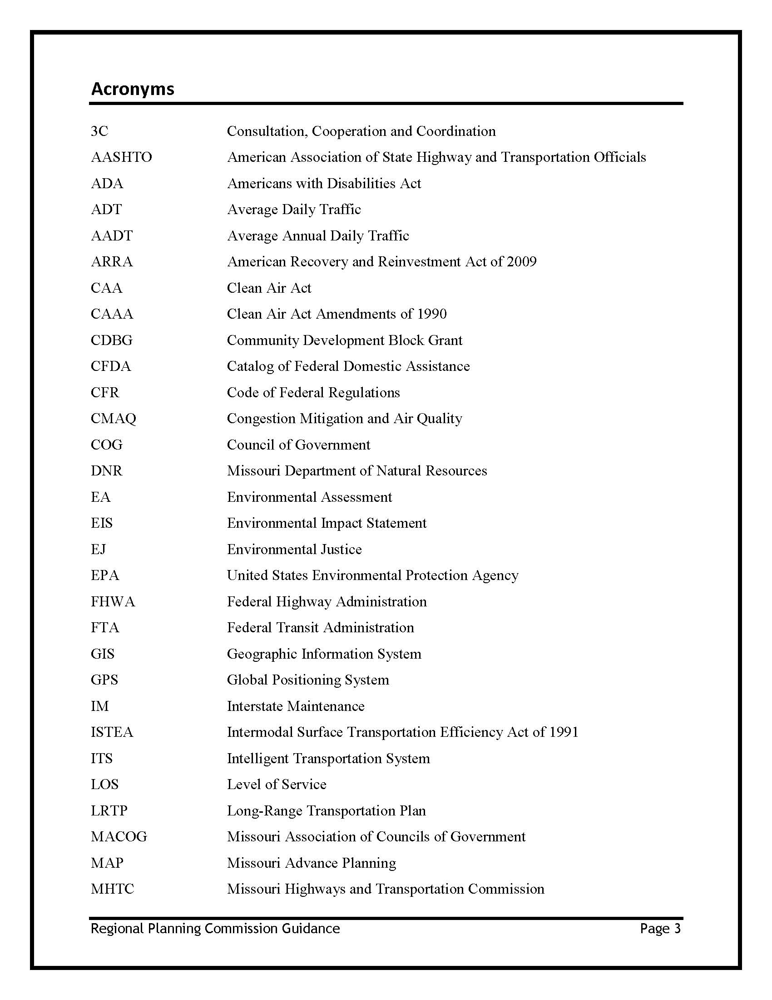 Acronyms
3C Consultation, Cooperation and Coordination
AASHTO American Association of State Highway and Transportation Officials
ADA Americans with Disabilities Act
ADT Average Daily Traffic
AADT Average Annual Daily Traffic
ARRA American Recovery and Reinvestment Act of 2009
CAA Clean Air Act
CAAA Clean Air Act Amendments of 1990
CDBG Community Development Block Grant
CFDA Catalog of Federal Domestic Assistance
CFR Code of Federal Regulations
CMAQ Congestion Mitigation and Air Quality
COG Council of Government
DNR Missouri Department of Natural Resources
EA Environmental Assessment
EIS Environmental Impact Statement
EJ Environmental Justice
EPA United States Environmental Protection Agency
FHWA Federal Highway Administration
FTA Federal Transit Administration
GIS Geographic Information System
GPS Global Positioning System
IM Interstate Maintenance
ISTEA Intermodal Surface Transportation Efficiency Act of 1991
ITS Intelligent Transportation System
LOS Level of Service
LRTP Long-Range Transportation Plan
MACOG Missouri Association of Councils of Government
MAP Missouri Advance Planning
MHTC Missouri Highways and Transportation Commission
Regional Planning Commission Guidance Page 3